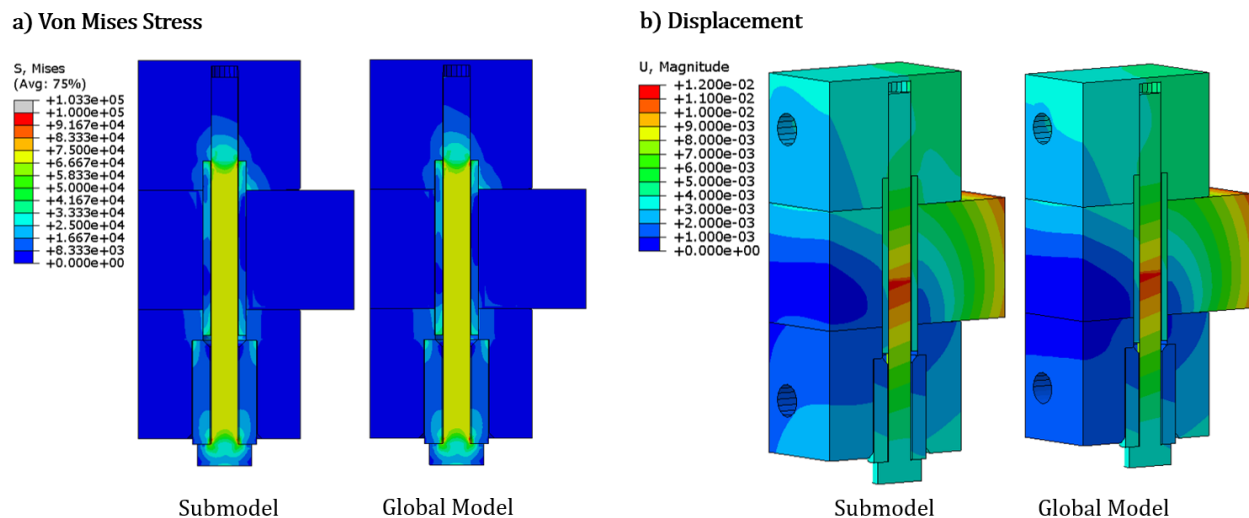 a) Von Mises Stress
S, Mises
(Avg: 75%)
+1.033e+05
+1.000e+05
+9.167e+04
+8.333e+04
+7.500e+04
+6.667e+04
+5.833e+04
+5.000e+04
+4.167e+04
+3.333e+04
+2.500e+04
+1.667e+04
+8.333e+03
+0.000e+00
Submodel
Global Model
b) Displacement
U, Magnitude
+1.200e-02
+1.100e-02
+1.000e-02
+9.000e-03
+8.000e-03
+7.000e-03
+6.000e-03
+5.000e-03
+4.000e-03
+3.000e-03
+2.000e-03
+1.000e-03
+0.000e+00
Submodel
Global Model